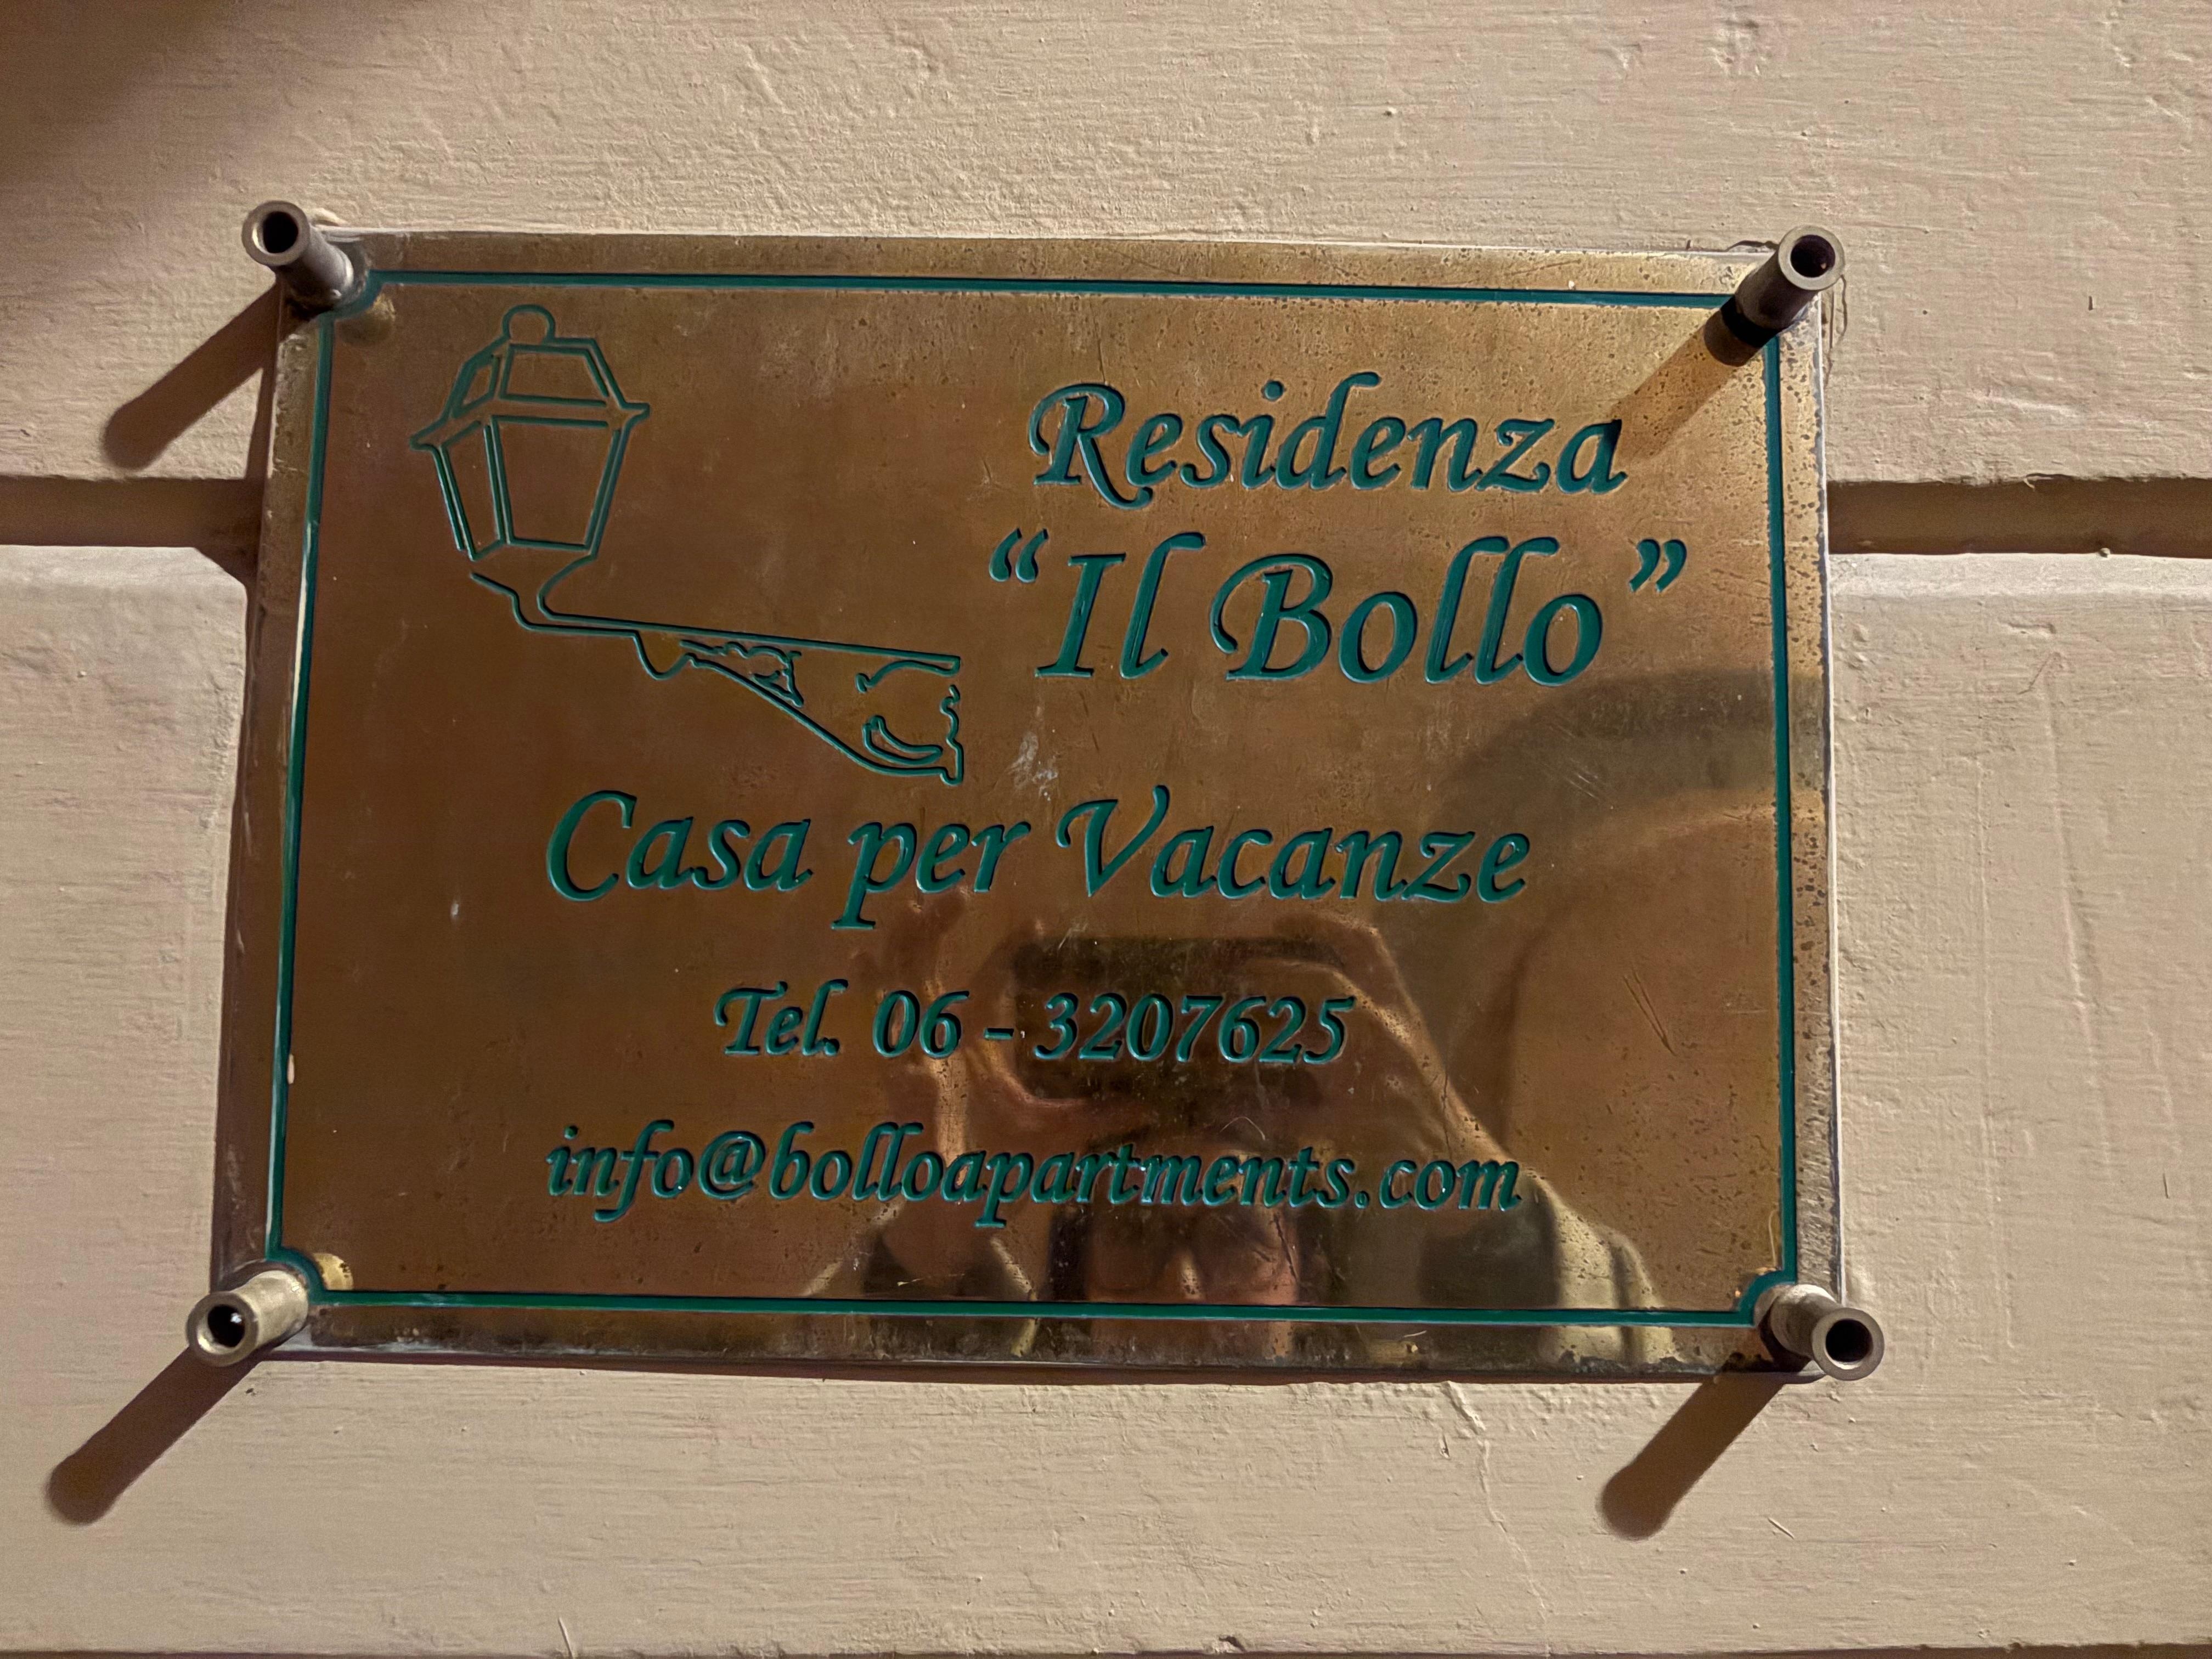 Residenza
“Il Bollo”
Casa per Vacanze
Tel. 06 - 3207625
info@bolloapartments.com